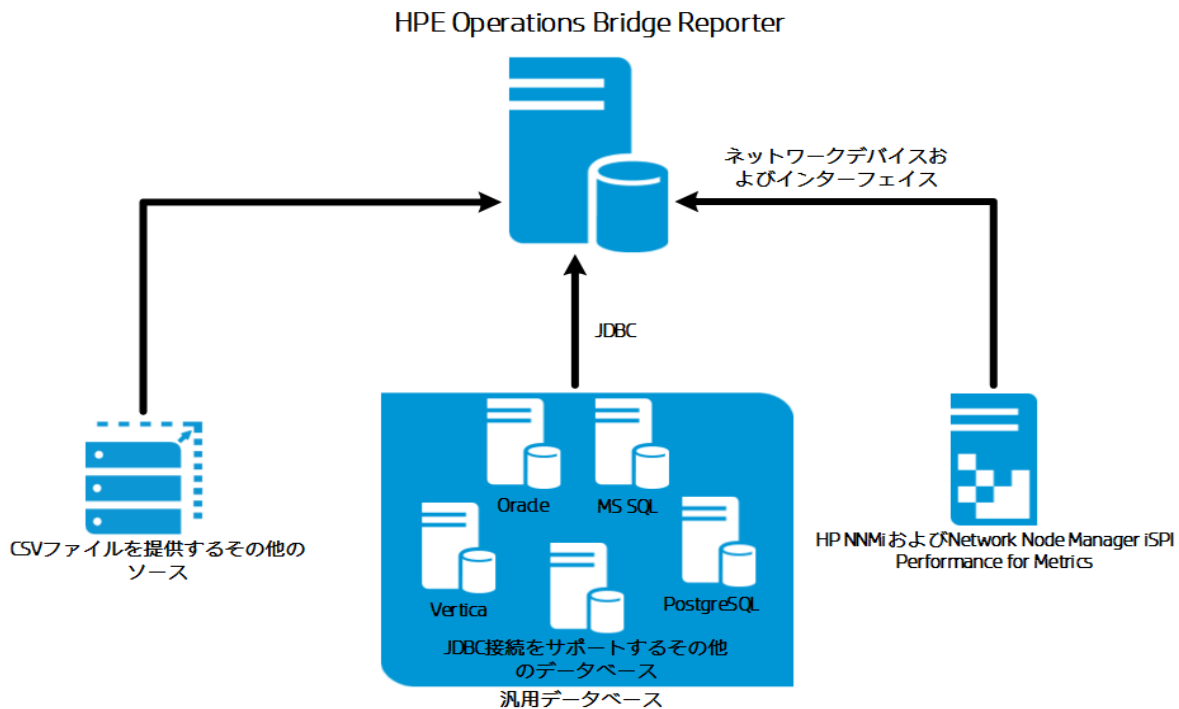 HPE Operations Bridge Reporter
ネットワークデバイスお
よびインターフェイス
JDBC
Oracle
MS SQL
Vertica
PostgreSQL
JDBC接続をサポートするその他
のデータベース
汎用データベース
CSVファイルを提供するその他の
ソース
HP NNMiおよびNetwork Node Manager iSPI
Performance for Metrics